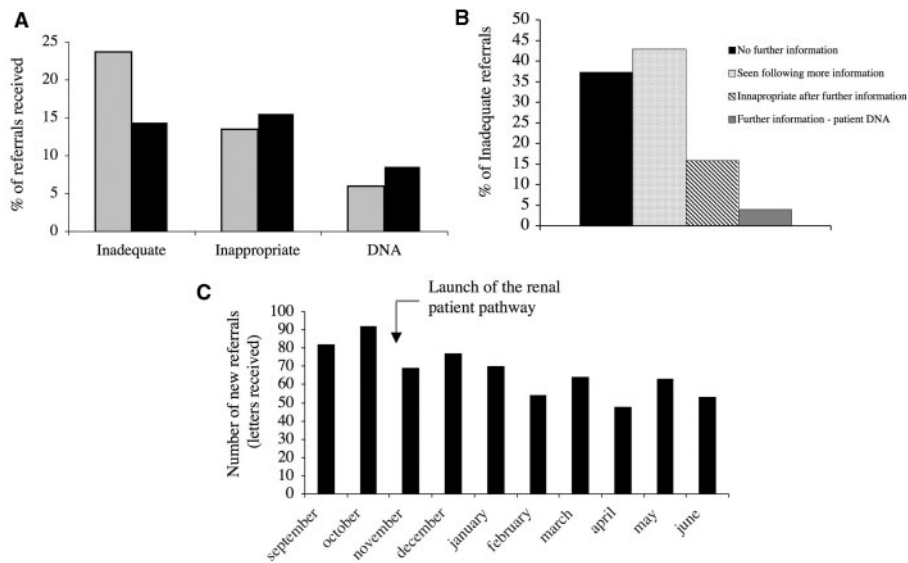 A
% of referrals received
25
20
15
10
5
0
Inadequate
Inappropriate
DNA
B
% of Inadequate referrals
50
45
40
35
30
25
20
15
10
5
0
No further information
Seen following more information
Innapropriate after further information
Further information - patient DNA
C
Launch of the renal
patient pathway
Number of new referrals
(letters received)
100
90
80
70
60
50
40
30
20
10
0
september
october
november
december
january
february
march
april
may
june